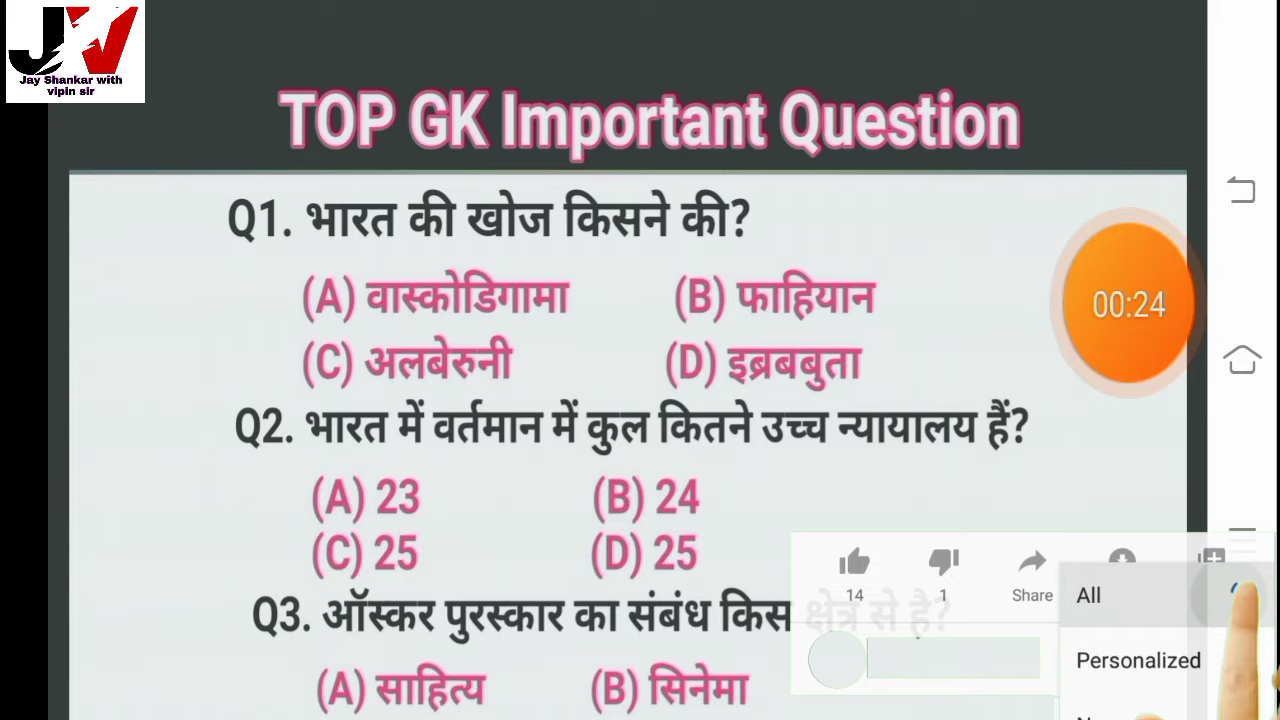 Jay Shankar with
vipin sir
TOP GK Important Question
Q1. भारत की खोज किसने की?
(A) वास्कोडिगामा (B) फाहियान
(C) अलबेरुनी (D) इब्रबबुता
00:24
Q2. भारत में वर्तमान में कुल कितने उच्च न्यायालय हैं?
(A) 23 (B) 24
(C) 25 (D) 25
Q3. ऑस्कर पुरस्कार का संबंध किस क्षेत्र से है?
14 1 Share
All
(A) साहित्य (B) सिनेमा
Personalized